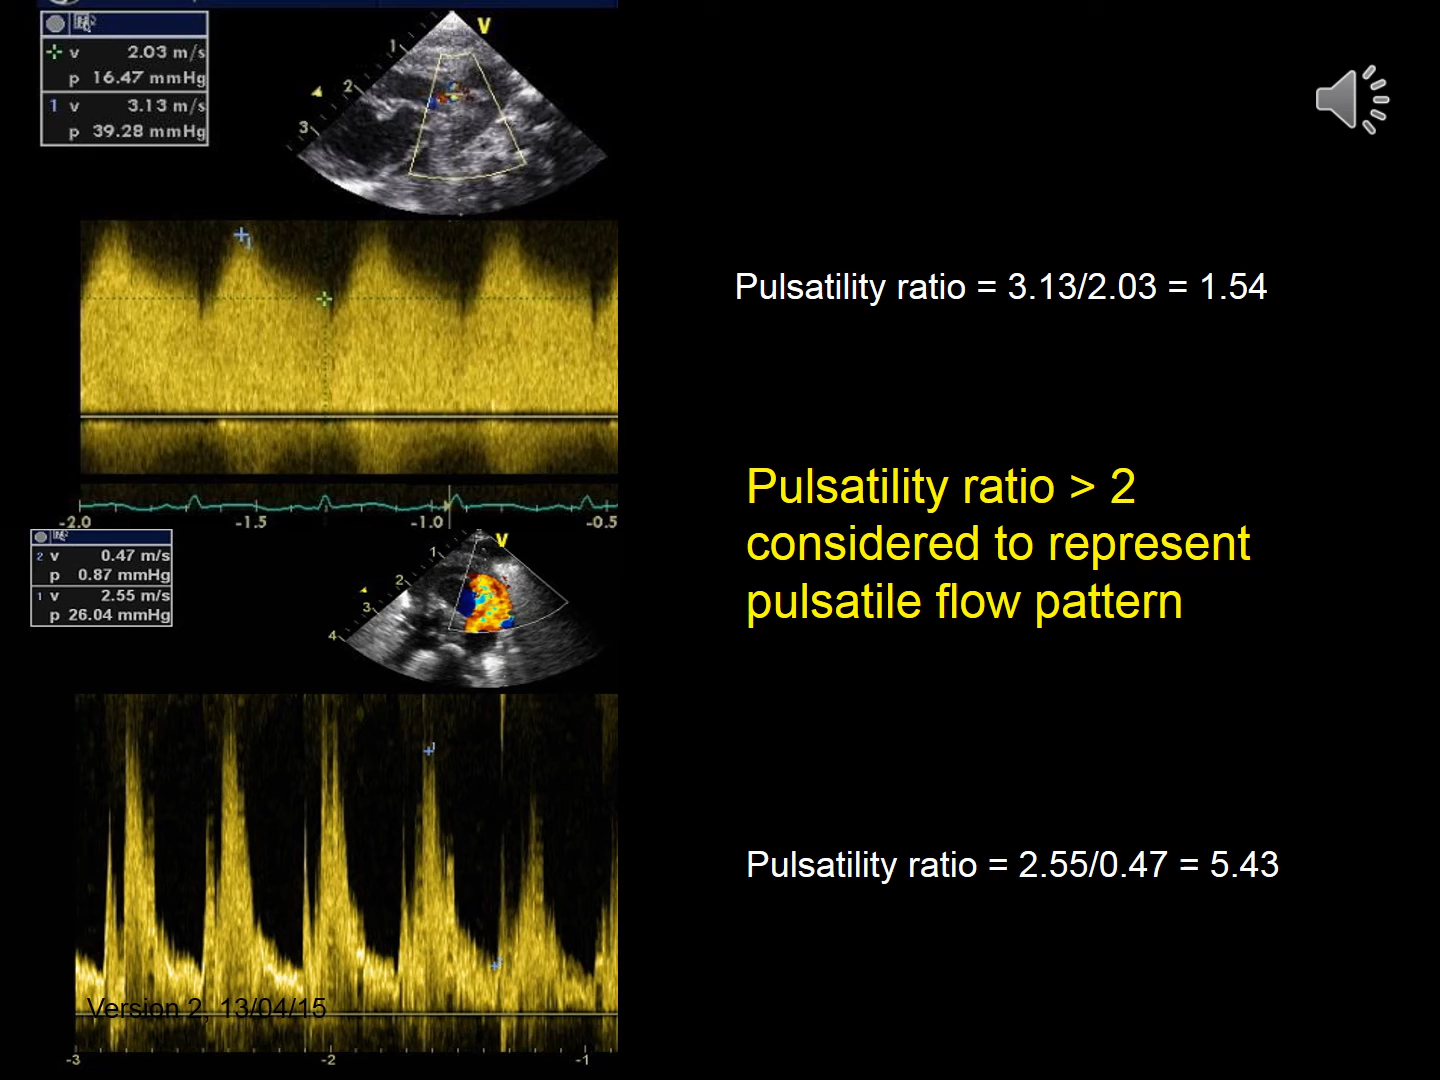 v 2.03 m/s
p 16.47 mmHg
1 v 3.13 m/s
p 39.28 mmHg
V
1
2
3
1
Pulsatility ratio = 3.13/2.03 = 1.54
-2.0 -1.5 -1.0 -0.5
2 v 0.47 m/s
p 0.87 mmHg
1 v 2.55 m/s
p 26.04 mmHg
V
1
2
3
4
Pulsatility ratio > 2
considered to represent
pulsatile flow pattern
1
Pulsatility ratio = 2.55/0.47 = 5.43
Version 2, 13/04/15
-3 -2 -1